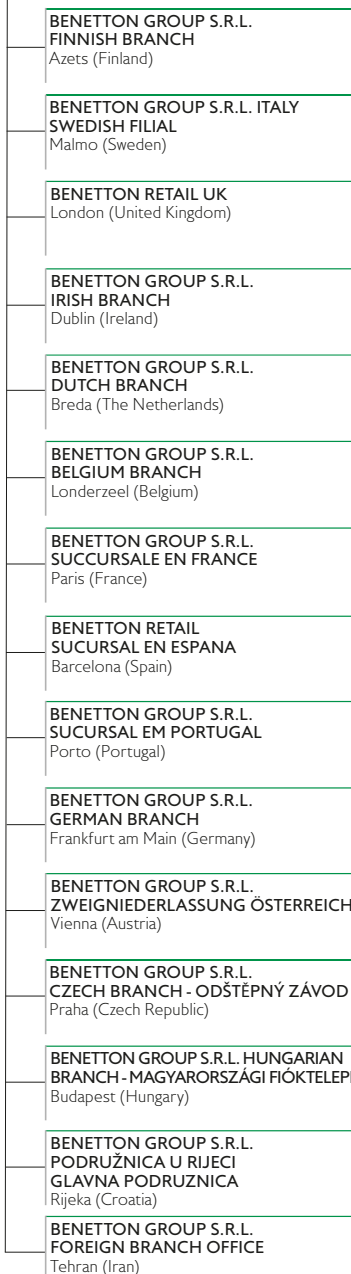 BENETTON GROUP S.R.L.
FINNISH BRANCH
Azets (Finland)
BENETTON GROUP S.R.L. ITALY
SWEDISH FILIAL
Malmo (Sweden)
BENETTON RETAIL UK
London (United Kingdom)
BENETTON GROUP S.R.L.
IRISH BRANCH
Dublin (Ireland)
BENETTON GROUP S.R.L.
DUTCH BRANCH
Breda (The Netherlands)
BENETTON GROUP S.R.L.
BELGIUM BRANCH
Londerzeel (Belgium)
BENETTON GROUP S.R.L.
SUCCURSALE EN FRANCE
Paris (France)
BENETTON RETAIL
SUCURSAL EN ESPANA
Barcelona (Spain)
BENETTON GROUP S.R.L.
SUCURSAL EM PORTUGAL
Porto (Portugal)
BENETTON GROUP S.R.L.
GERMAN BRANCH
Frankfurt am Main (Germany)
BENETTON GROUP S.R.L.
ZWEIGNIEDERLASSUNG ÖSTERREICH
Vienna (Austria)
BENETTON GROUP S.R.L.
CZECH BRANCH - ODŠTĚPNÝ ZÁVOD
Praha (Czech Republic)
BENETTON GROUP S.R.L. HUNGARIAN
BRANCH - MAGYARORSZÁGI
Budapest (Hungary)
BENETTON GROUP S.R.L.
PODRUŽNICA U RIJECI
GLAVNA PODRUZNICA
Rijeka (Croatia)
BENETTON GROUP S.R.L.
FOREIGN BRANCH OFFICE
Tehran (Iran)